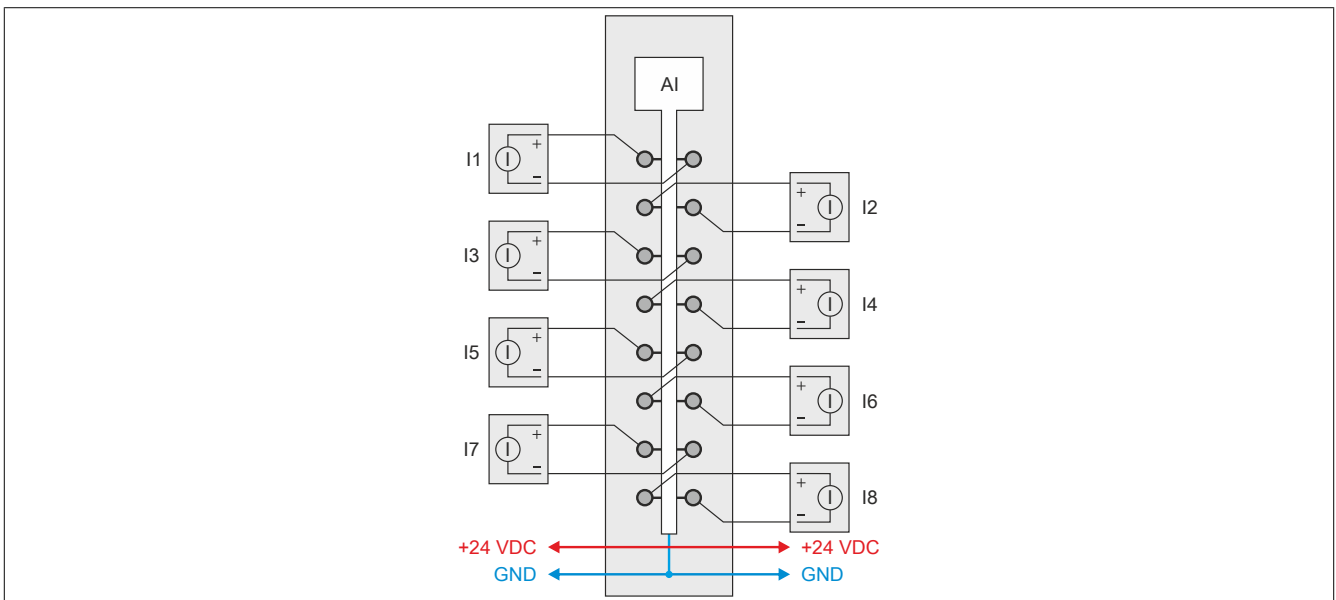 AI
I1
I
+
−
I2
+
−
I
I3
I
+
−
I4
+
−
I
I5
I
+
−
I6
+
−
I
I7
I
+
−
I8
+
−
I
+24 VDC +24 VDC
GND GND